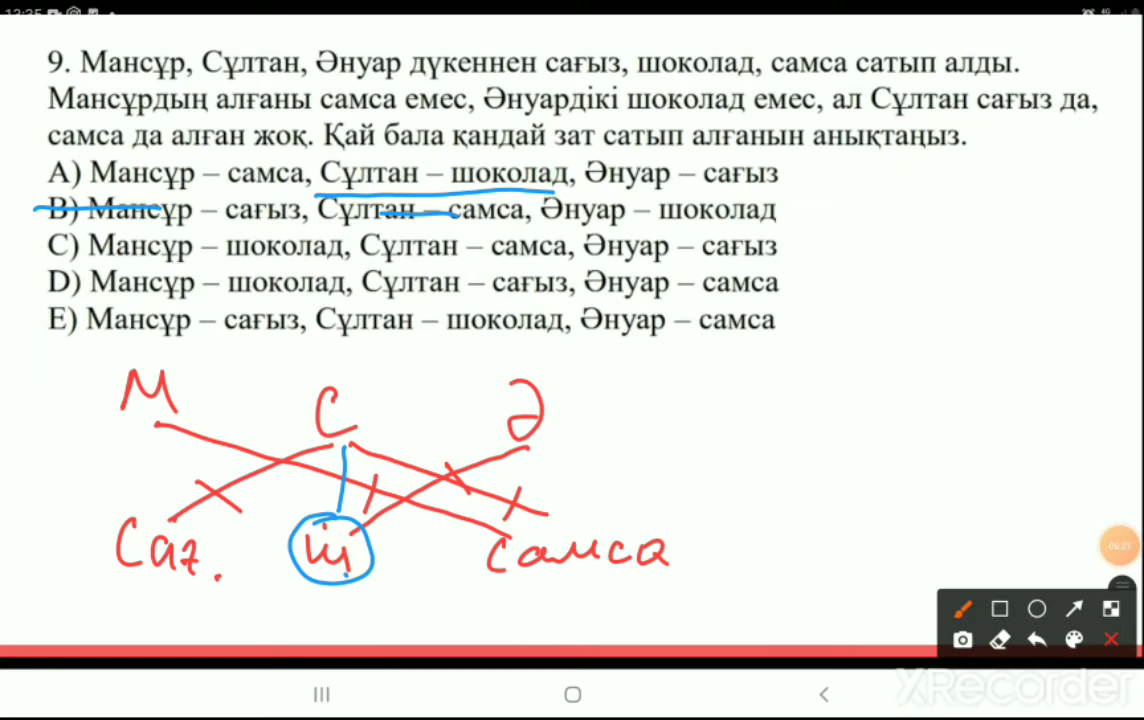 13:35
4G
9. Мансұр, Сұлтан, Әнуар дүкеннен сағыз, шоколад, самса сатып алды.
Мансұрдың алғаны самса емес, Әнуардікі шоколад емес, ал Сұлтан сағыз да,
самса да алған жоқ. Қай бала қандай зат сатып алғанын анықтаңыз.
A) Мансұр – самса, Сұлтан – шоколад, Әнуар – сағыз
B) Мансұр – сағыз, Сұлтан – самса, Әнуар – шоколад
C) Мансұр – шоколад, Сұлтан – самса, Әнуар – сағыз
D) Мансұр – шоколад, Сұлтан – сағыз, Әнуар – самса
E) Мансұр – сағыз, Сұлтан – шоколад, Әнуар – самса
М С Ә
Сағ. Ш Самса
XRecorder